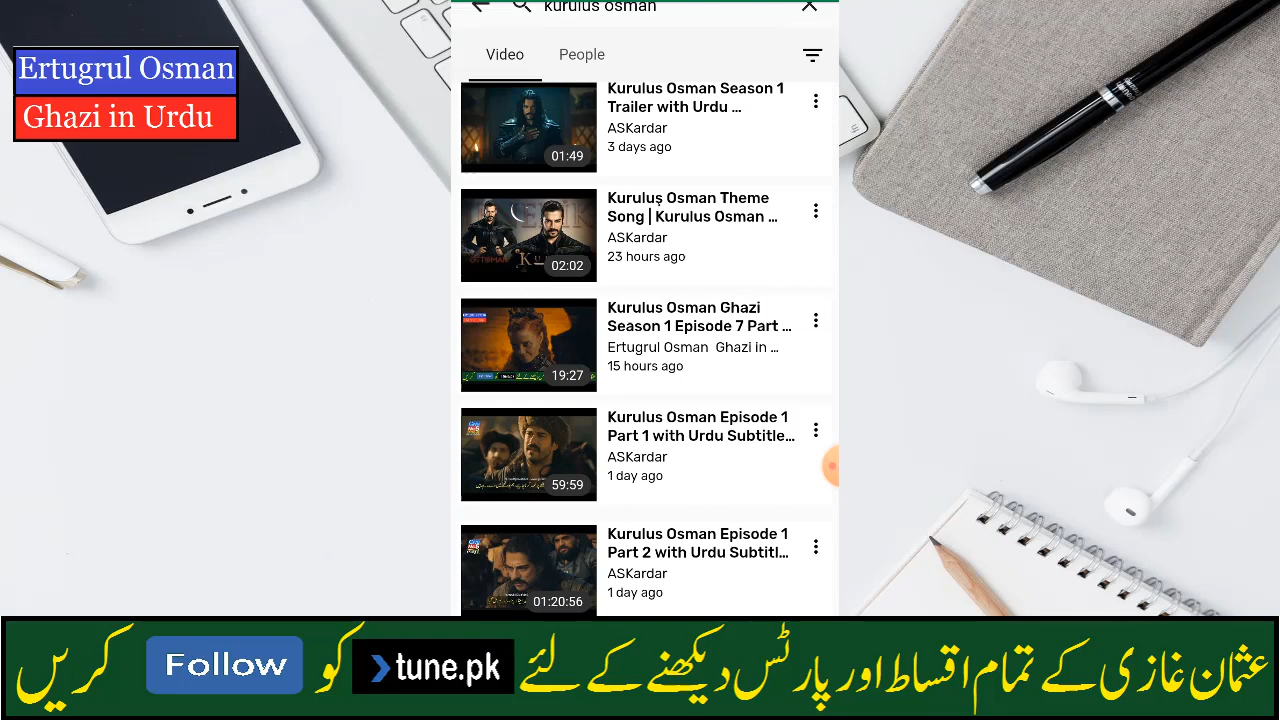 Ertugrul Osman
Ghazi in Urdu
kurulus osman
Video
People
Kurulus Osman Season 1
Trailer with Urdu ...
ASKardar
3 days ago
01:49
Kuruluş Osman Theme
Song | Kurulus Osman ...
ASKardar
23 hours ago
02:02
Kurulus Osman Ghazi
Season 1 Episode 7 Part ...
Ertugrul Osman Ghazi in ...
15 hours ago
19:27
Kurulus Osman Episode 1
Part 1 with Urdu Subtitle...
ASKardar
1 day ago
59:59
Kurulus Osman Episode 1
Part 2 with Urdu Subtitl...
ASKardar
1 day ago
01:20:56
عثمان غازی کے تمام اقساط اور پارٹس دیکھنے کے لئے tune.pk کو Follow کریں